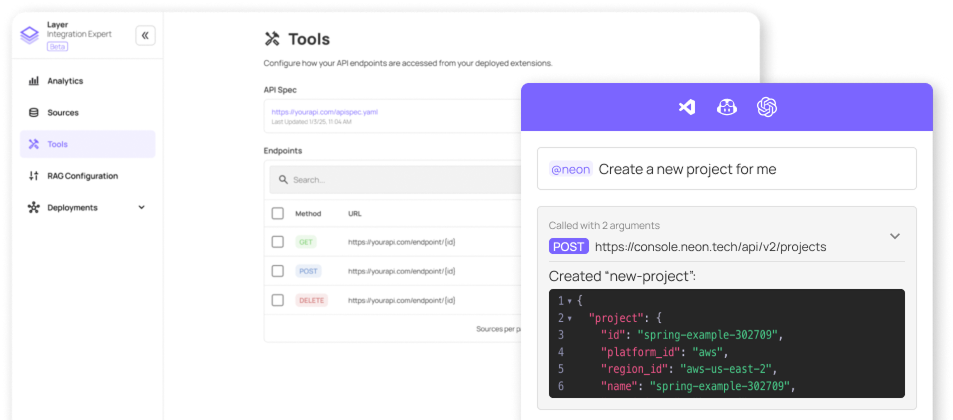 Layer
Integration Expert
Beta
Analytics
Sources
Tools
RAG Configuration
Deployments
Tools
Configure how your API endpoints are accessed from your deployed extensions.
API Spec
https://yourapi.com/apispec.yaml
Last Updated 1/3/25, 11:04 AM
Endpoints
Search...
Method URL
GET https://yourapi.com/endpoint/{id}
POST https://yourapi.com/endpoint/{id}
DELETE https://yourapi.com/endpoint/{id}
Sources per
@neon Create a new project for me
Called with 2 arguments
POST https://console.neon.tech/api/v2/projects
Created “new-project”:
1 {
2 "project": {
3 "id": "spring-example-302709",
4 "platform_id": "aws",
5 "region_id": "aws-us-east-2",
6 "name": "spring-example-302709",